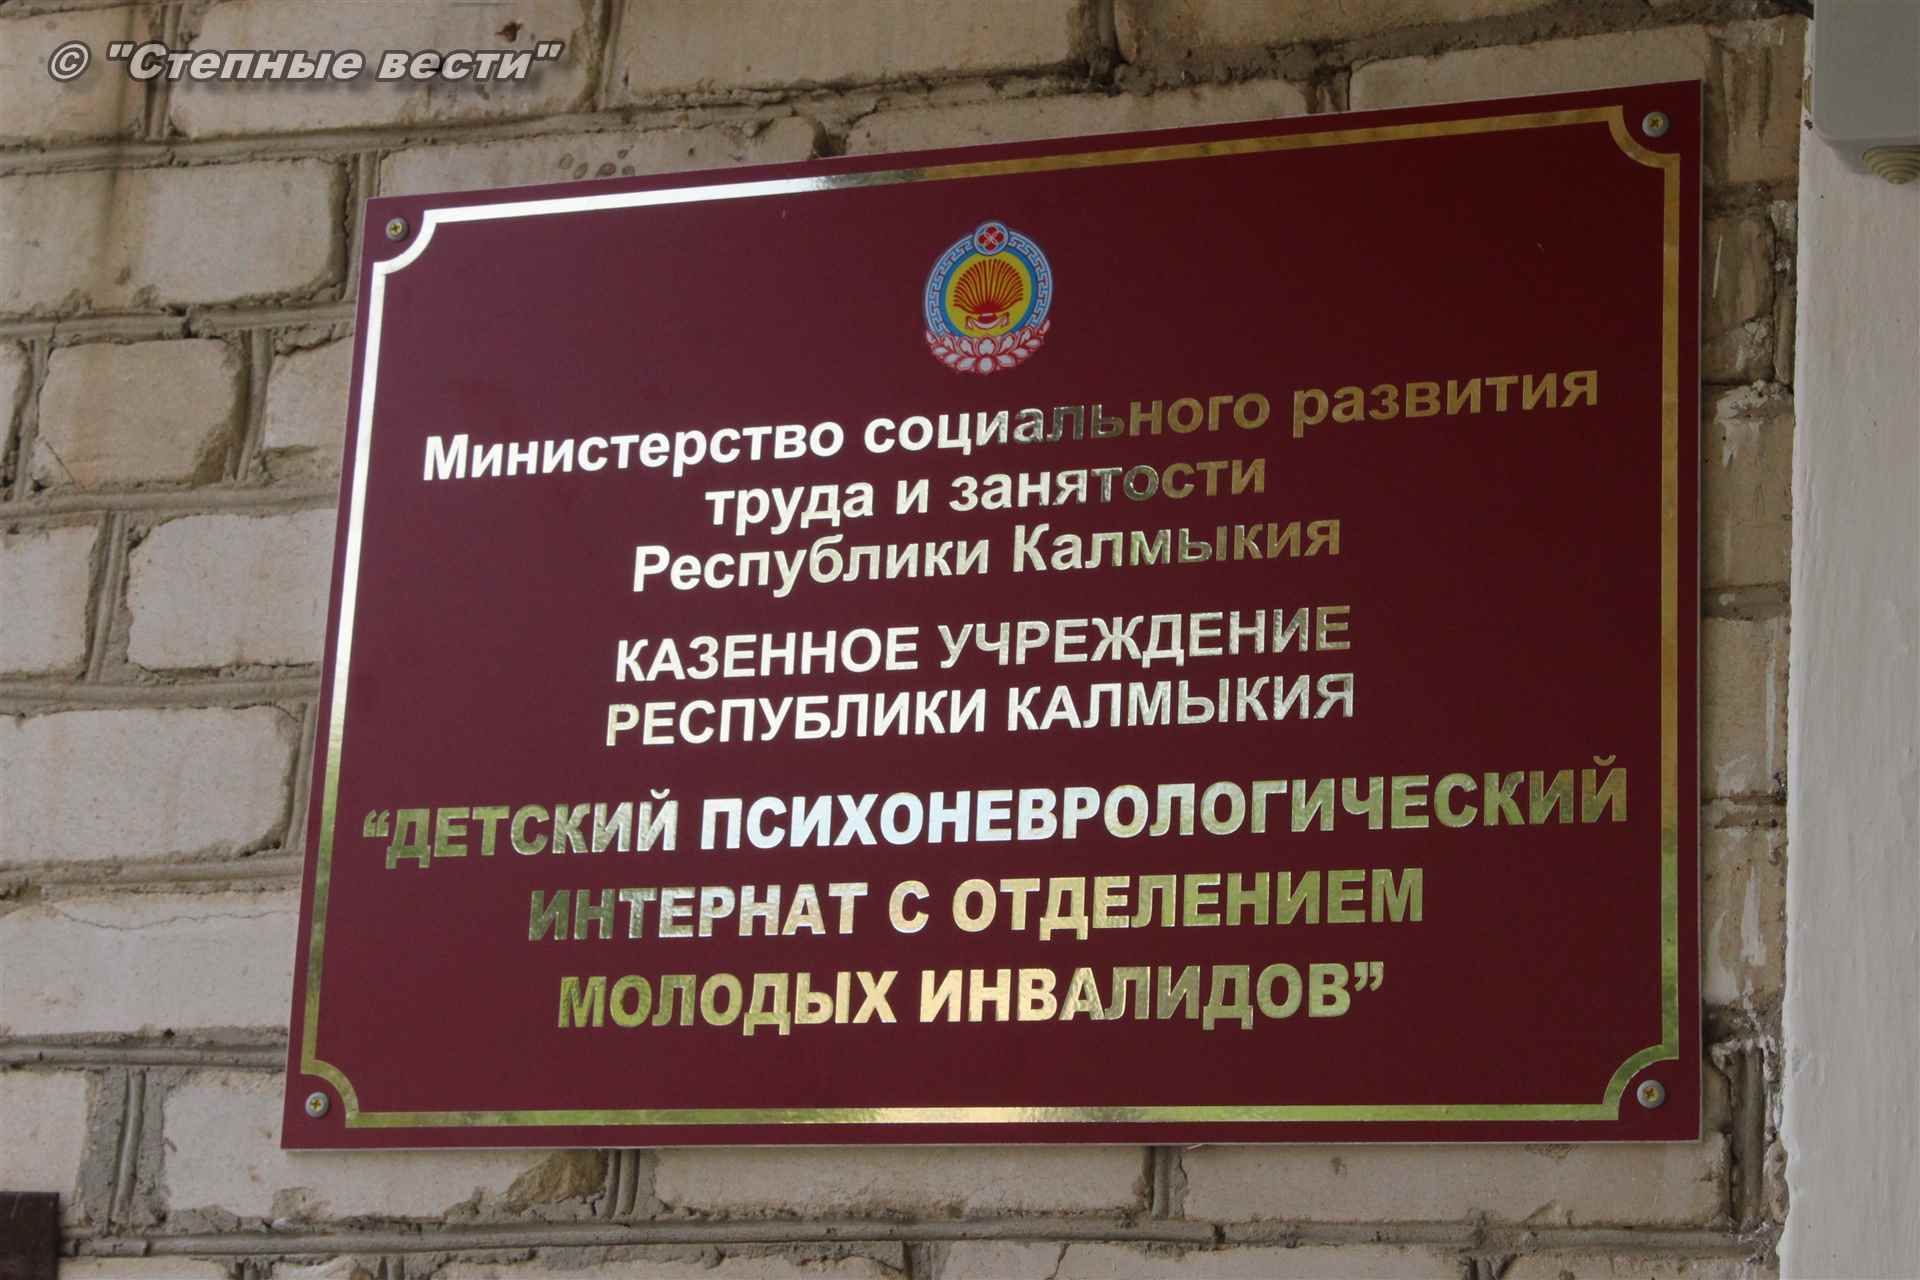 © "Степные вести"
Министерство социального развития
труда и занятости
Республики Калмыкия
КАЗЕННОЕ УЧРЕЖДЕНИЕ
РЕСПУБЛИКИ КАЛМЫКИЯ
“ДЕТСКИЙ ПСИХОНЕВРОЛОГИЧЕСКИЙ
ИНТЕРНАТ С ОТДЕЛЕНИЕМ
МОЛОДЫХ ИНВАЛИДОВ”